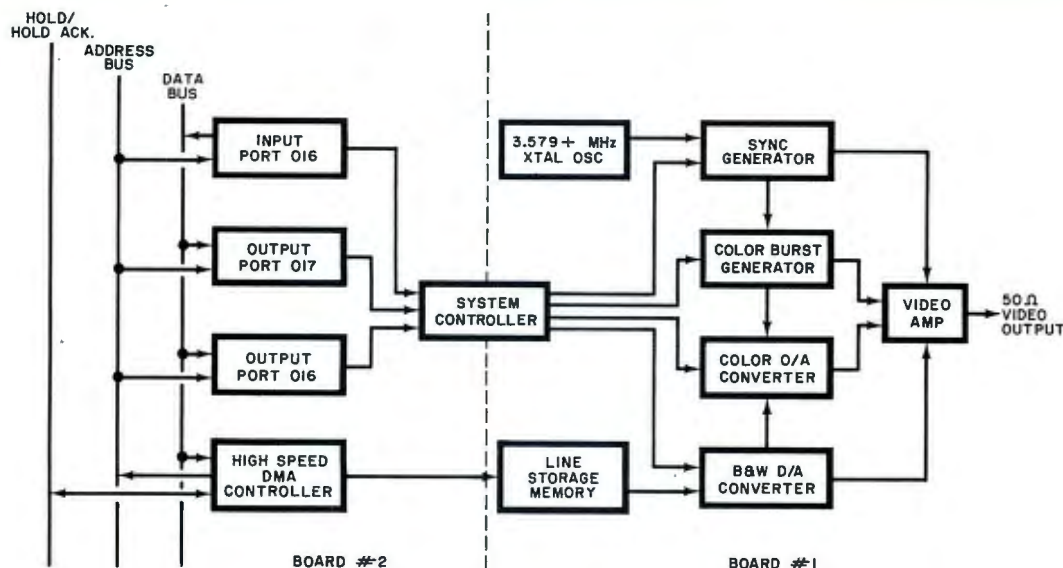 HOLD/
HOLD ACK.
ADDRESS
BUS
DATA
BUS
INPUT
PORT 016
OUTPUT
PORT 017
OUTPUT
PORT 016
HIGH SPEED
DMA
CONTROLLER
SYSTEM
CONTROLLER
3.579+ MHz
XTAL OSC
LINE
STORAGE
MEMORY
SYNC
GENERATOR
COLOR BURST
GENERATOR
COLOR D/A
CONVERTER
B&W D/A
CONVERTER
VIDEO
AMP
50Ω
VIDEO
OUTPUT
BOARD #2
BOARD #1